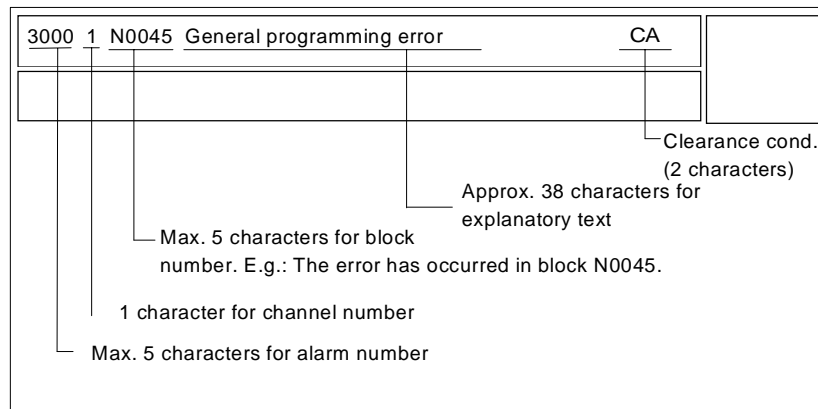 3000 1 N0045 General programming error CA
Clearance cond.
(2 characters)
Approx. 38 characters for
explanatory text
Max. 5 characters for block
number. E.g.: The error has occurred in block N0045.
1 character for channel number
Max. 5 characters for alarm number